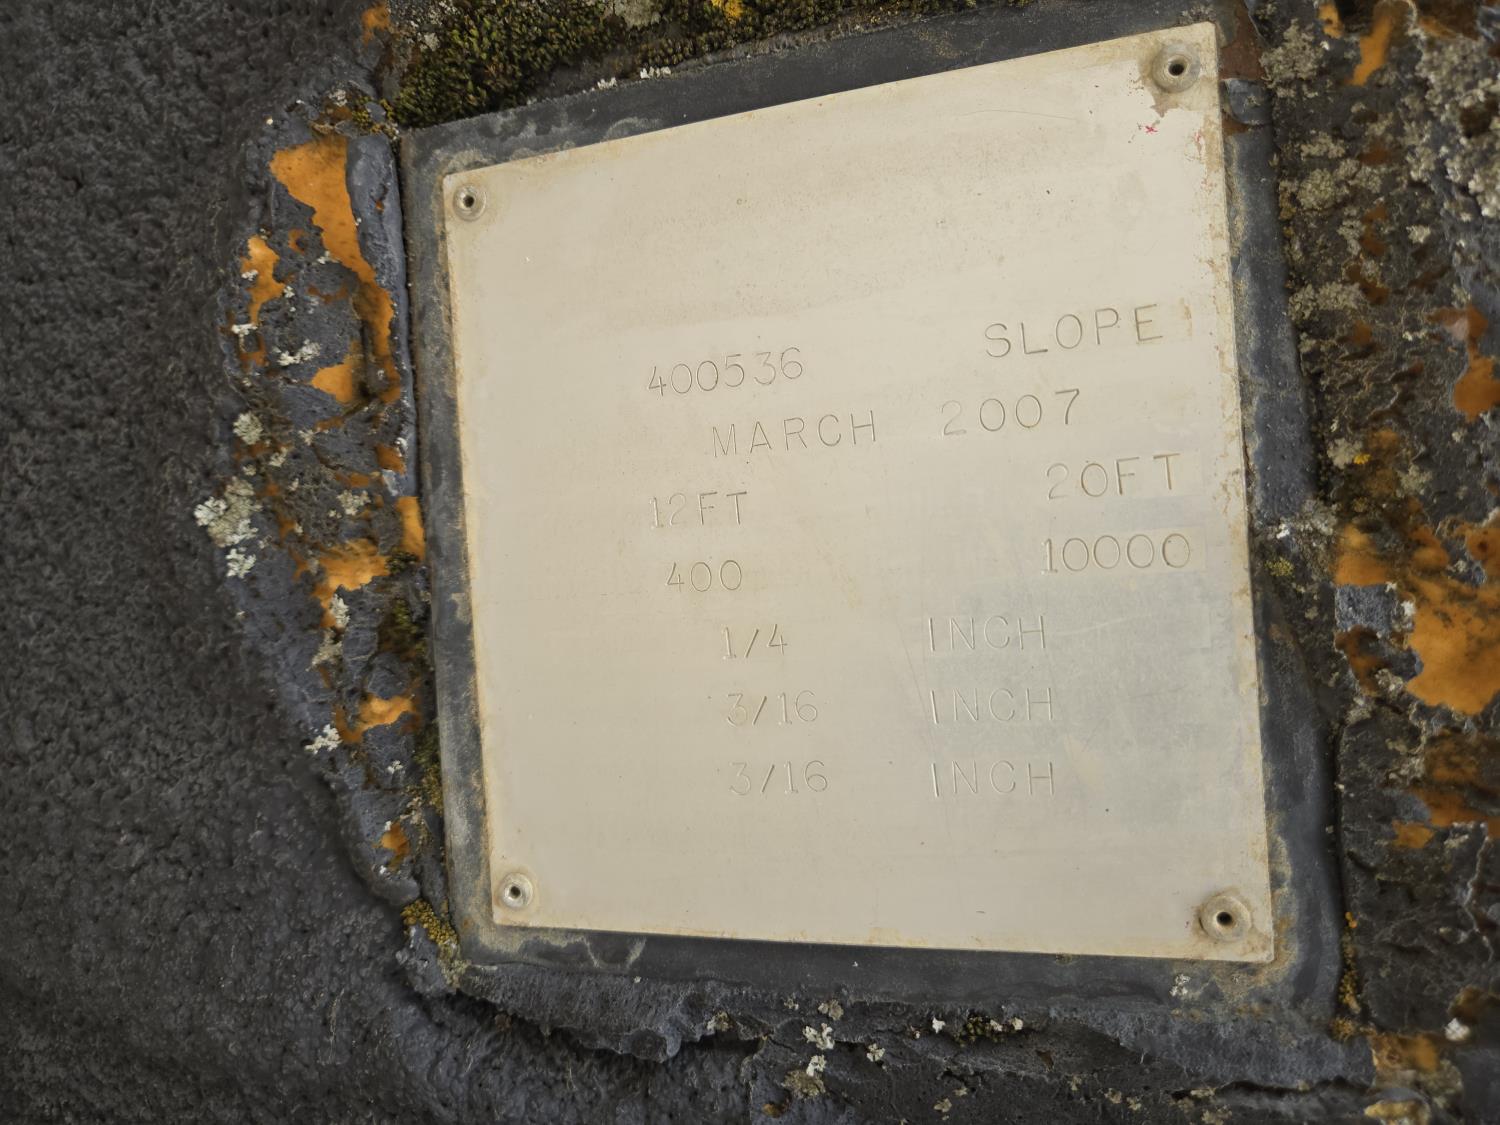 400536 SLOPE
MARCH 2007
12FT 20FT
400 10000
1/4 INCH
3/16 INCH
3/16 INCH